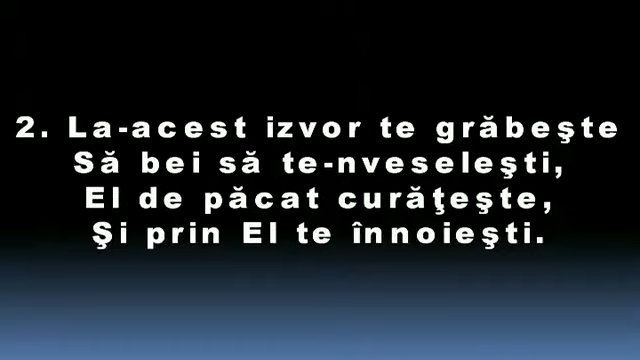 2. La-acest izvor te grăbeşte
Să bei să te-nveseleşti,
El de păcat curăţeşte,
Şi prin El te înnoieşti.